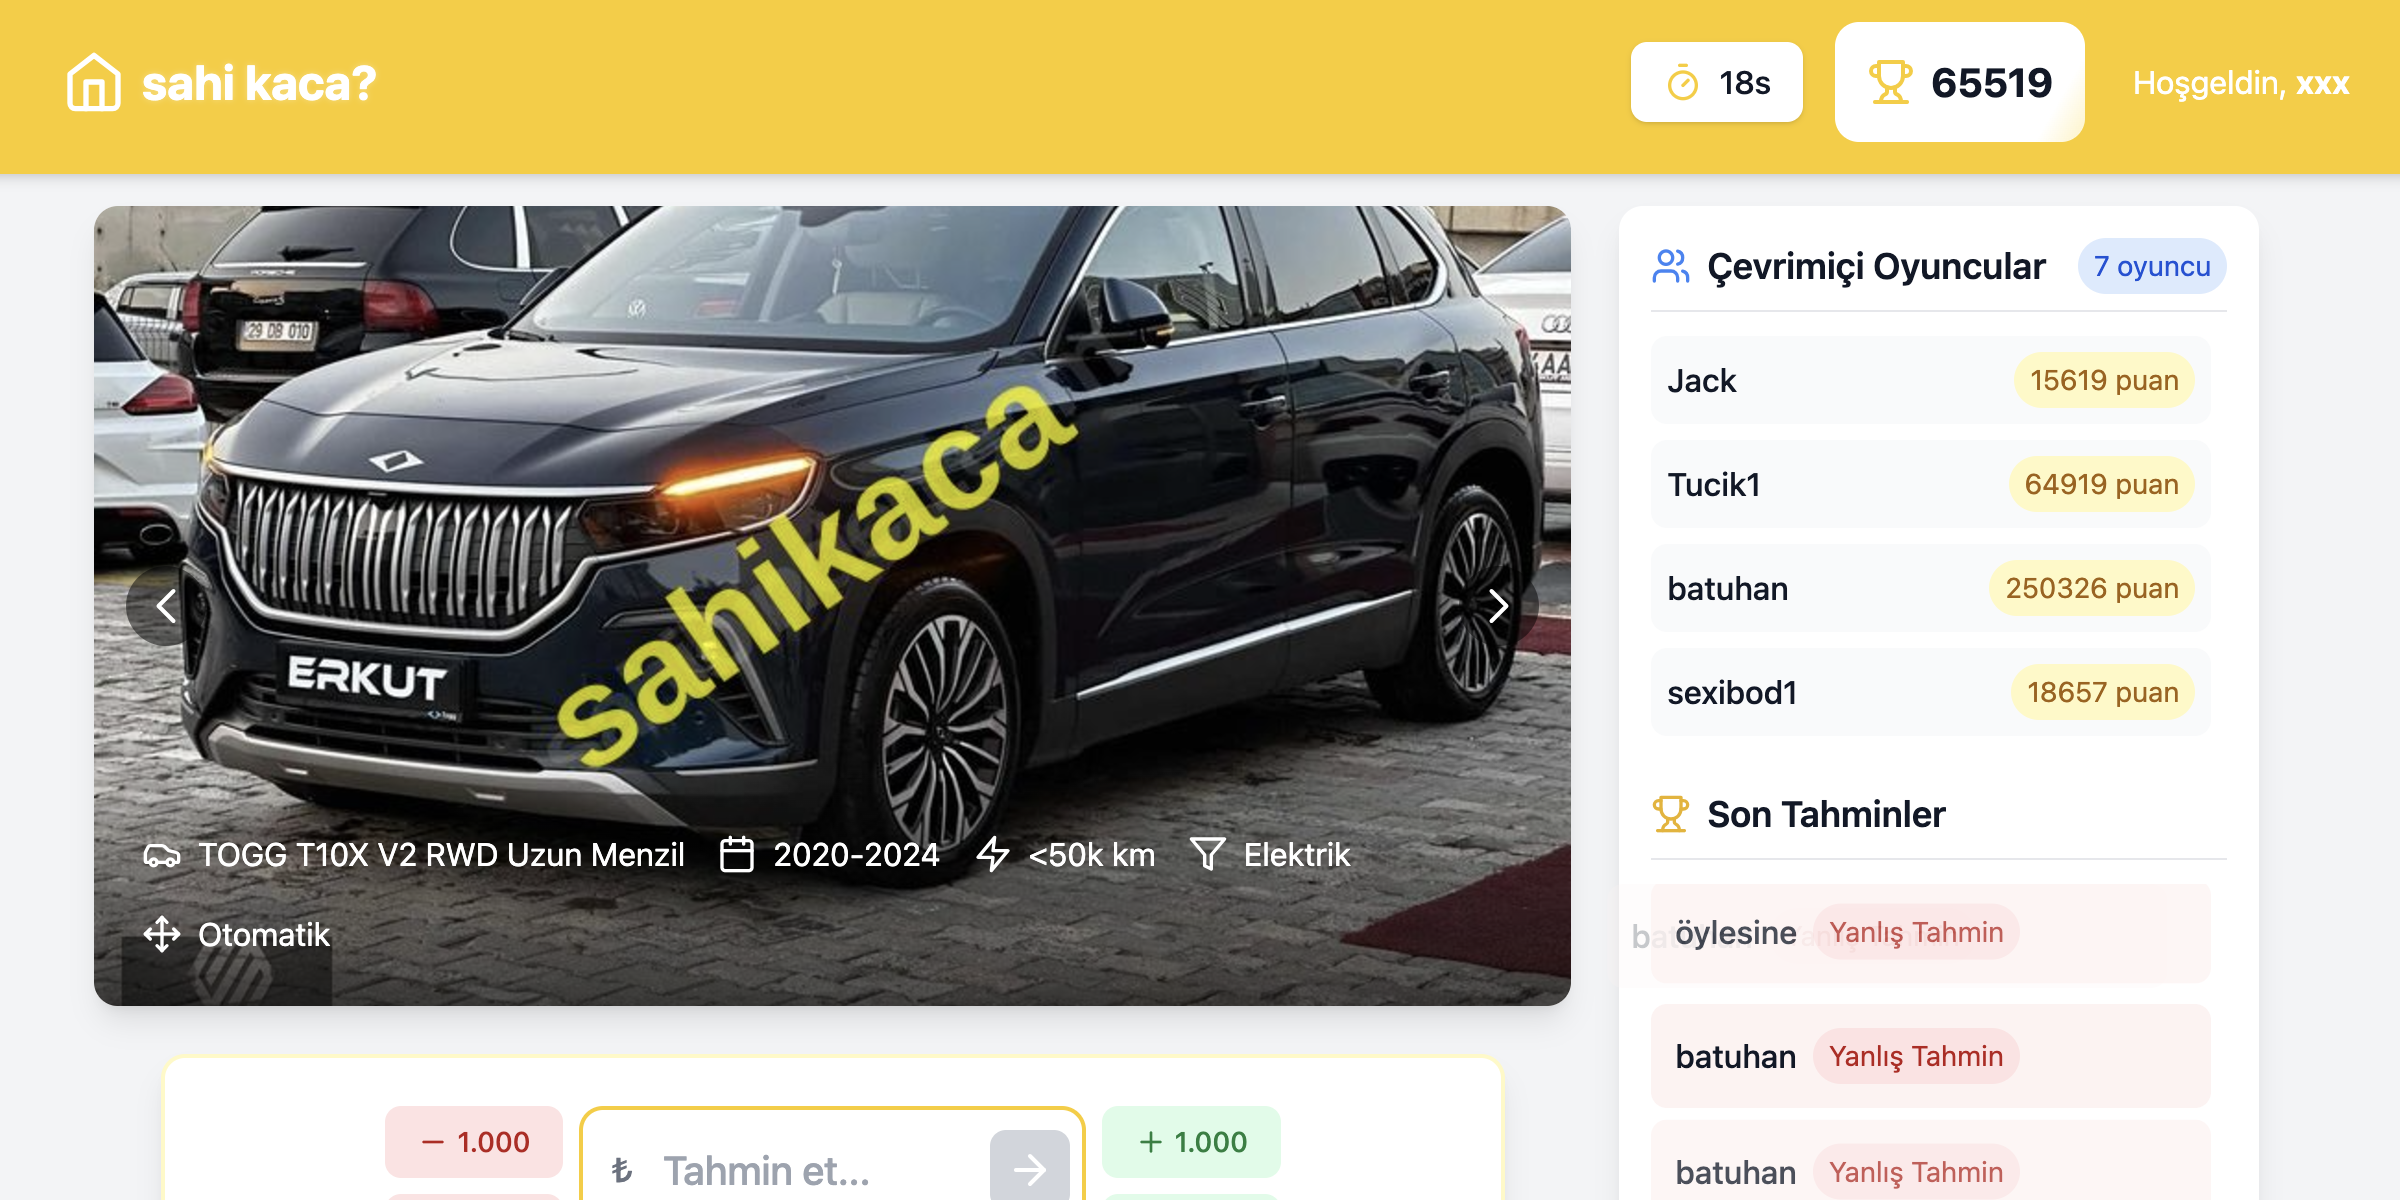 sahi kaca?
18s
65519
Hoşgeldin, xxx
PORSCHE
29 DB 010
AA
ERKUT
sahikaca
TOGG T10X V2 RWD Uzun Menzil
2020-2024
<50k km
Elektrik
Otomatik
− 1.000
₺ Tahmin et...
+ 1.000
Çevrimiçi Oyuncular
7 oyuncu
Jack
15619 puan
Tucik1
64919 puan
batuhan
250326 puan
sexibod1
18657 puan
Son Tahminler
öylesine
Yanlış Tahmin
batuhan
Yanlış Tahmin
batuhan
Yanlış Tahmin